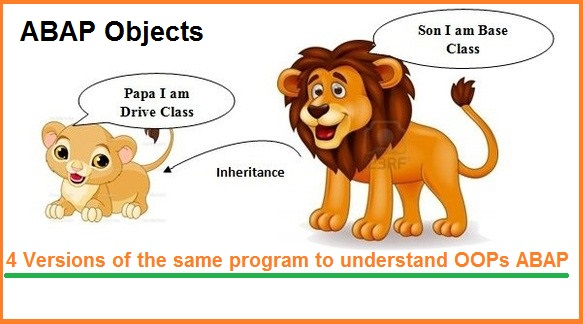 ABAP Objects
Son I am Base
Class
Papa I am
Drive Class
Inheritance
4 Versions of the same program to understand OOPs ABAP